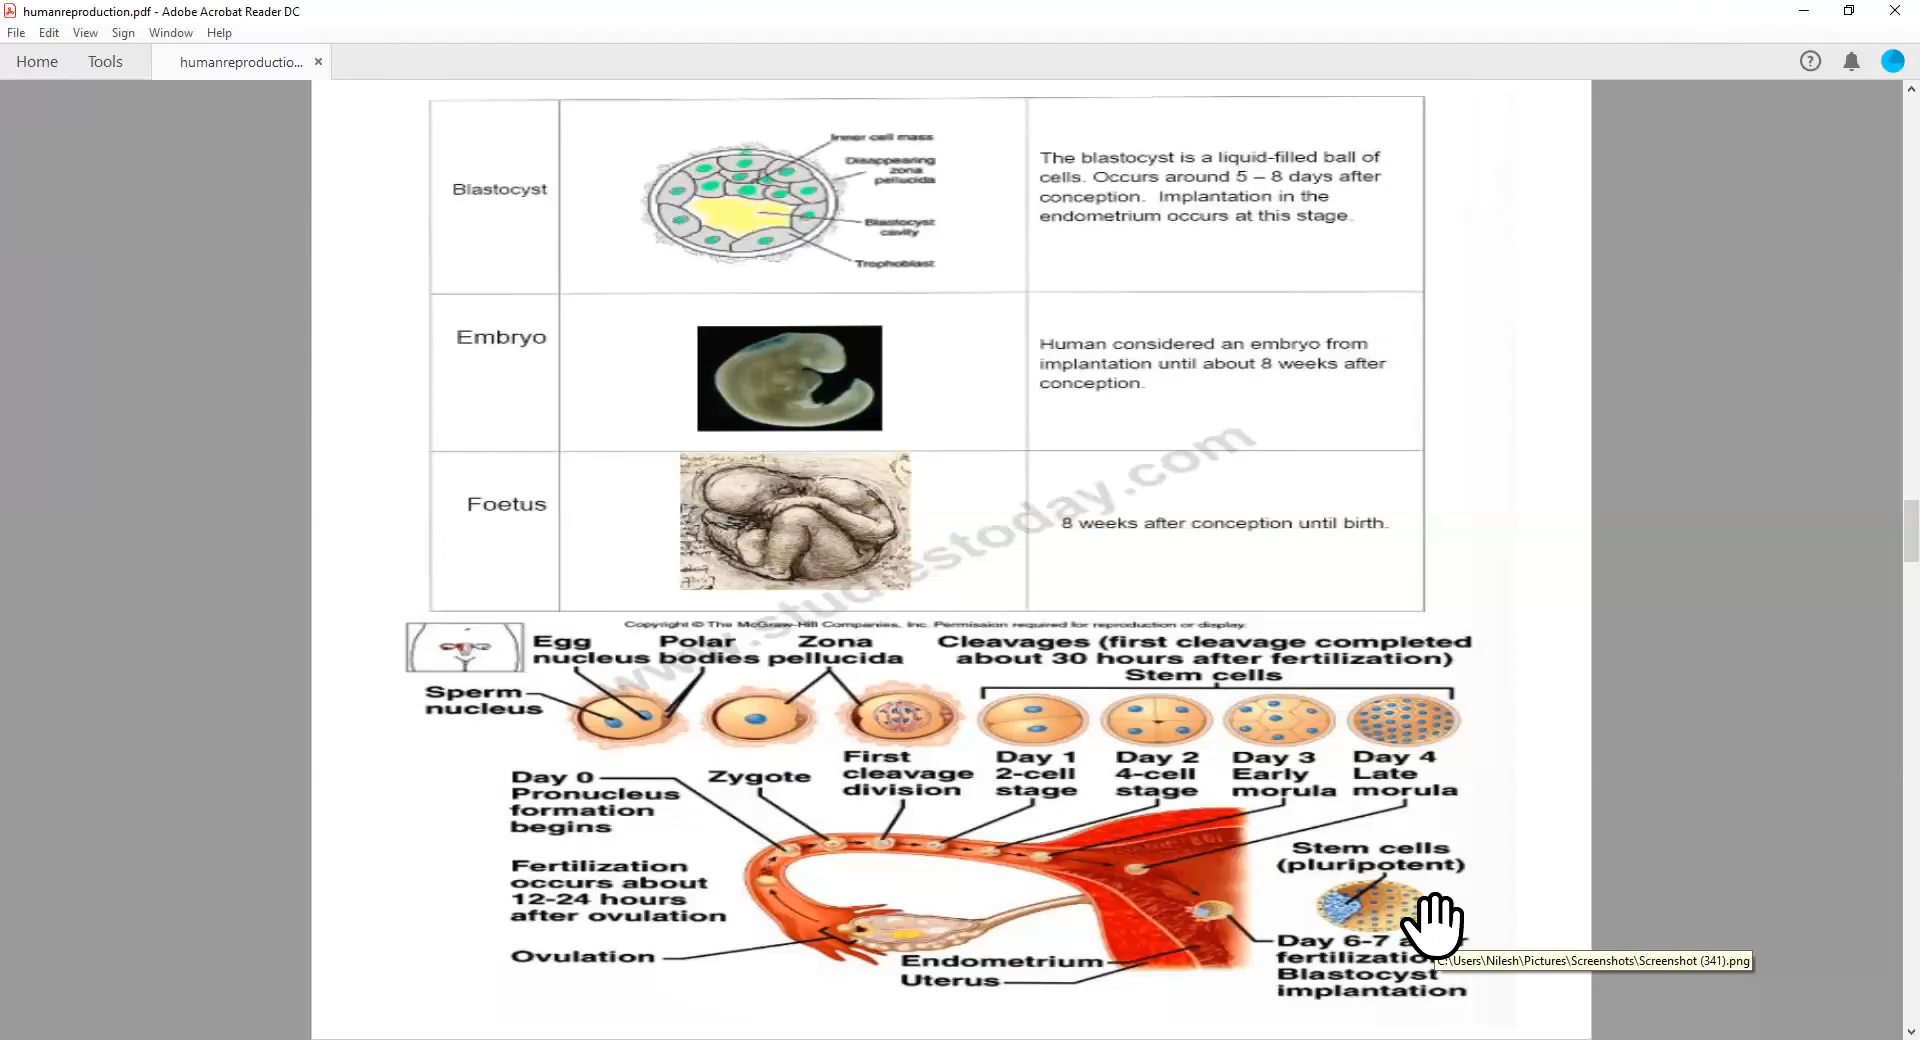 humanreproduction.pdf - Adobe Acrobat Reader DC
File Edit View Sign Window Help
Home Tools humanreproductio... ×
Blastocyst
Inner cell mass
Disappearing
zona
pellucida
Blastocyst
cavity
Trophoblast
The blastocyst is a liquid-filled ball of
cells. Occurs around 5 – 8 days after
conception. Implantation in the
endometrium occurs at this stage.
Embryo
Human considered an embryo from
implantation until about 8 weeks after
conception.
Foetus
8 weeks after conception until birth.
www.studiestoday.com
Copyright © The McGraw-Hill Companies, Inc. Permission required for reproduction or display.
Egg
nucleus
Polar
bodies
Zona
pellucida
Cleavages (first cleavage completed
about 30 hours after fertilization)
Stem cells
Sperm
nucleus
Day 0
Pronucleus
formation
begins
Zygote
First
cleavage
division
Day 1
2-cell
stage
Day 2
4-cell
stage
Day 3
Early
morula
Day 4
Late
morula
Fertilization
occurs about
12-24 hours
after ovulation
Ovulation
Endometrium
Uterus
Stem cells
(pluripotent)
Day 6-7
Blastocyst
implantation
C:\Users\Nilesh\Pictures\Screenshots\Screenshot (341).png